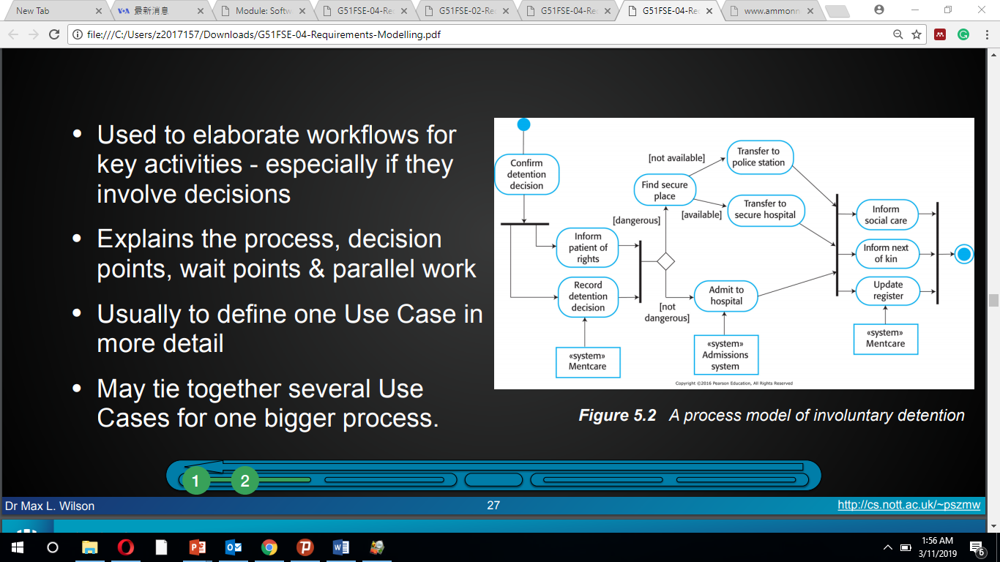 New Tab
VOA 最新消息
Module: Softw
G51FSE-04-Re
G51FSE-02-Re
G51FSE-04-Re
G51FSE-04-Re
www.ammonn
file:///C:/Users/z2017157/Downloads/G51FSE-04-Requirements-Modelling.pdf
• Used to elaborate workflows for
key activities - especially if they
involve decisions
• Explains the process, decision
points, wait points & parallel work
• Usually to define one Use Case in
more detail
• May tie together several Use
Cases for one bigger process.
Confirm
detention
decision
Inform
patient of
rights
Record
detention
decision
«system»
Mentcare
[dangerous]
[not
dangerous]
Find secure
place
[not available]
[available]
Transfer to
police station
Transfer to
secure hospital
Admit to
hospital
«system»
Admissions
system
Inform
social care
Inform next
of kin
Update
register
«system»
Mentcare
Copyright ©2016 Pearson Education, All Rights Reserved
Figure 5.2 A process model of involuntary detention
1
2
Dr Max L. Wilson
27
http://cs.nott.ac.uk/~pszmw
1:56 AM
3/11/2019
6